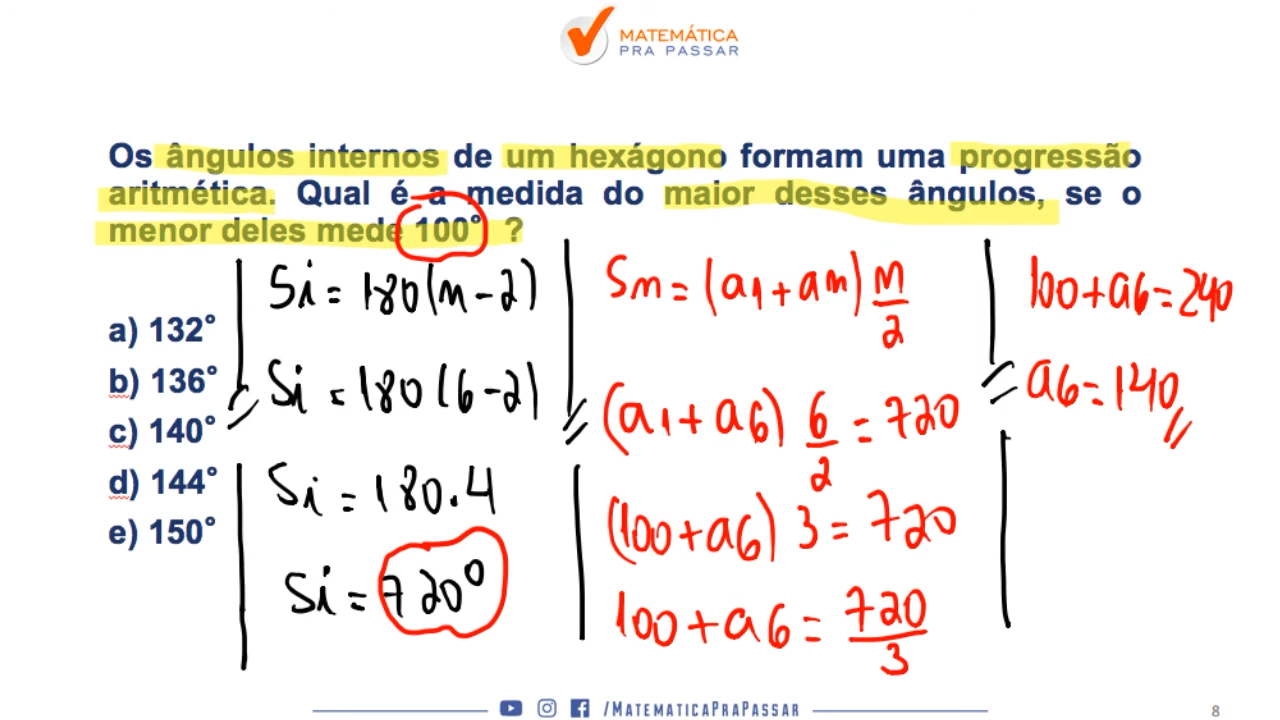 MATEMÁTICA
PRA PASSAR
Os ângulos internos de um hexágono formam uma progressão
aritmética. Qual é a medida do maior desses ângulos, se o
menor deles mede 100° ?
a) 132°
b) 136°
c) 140°
d) 144°
e) 150°
Si = 180(n-2)
Si = 180(6-2)
Si = 180.4
Si = 720°
Sn = (a1 + an) n/2
(a1 + a6) 6/2 = 720
(100 + a6) 3 = 720
100 + a6 = 720/3
100 + a6 = 240
a6 = 140
/MATEMATICAPRAPASSAR
8